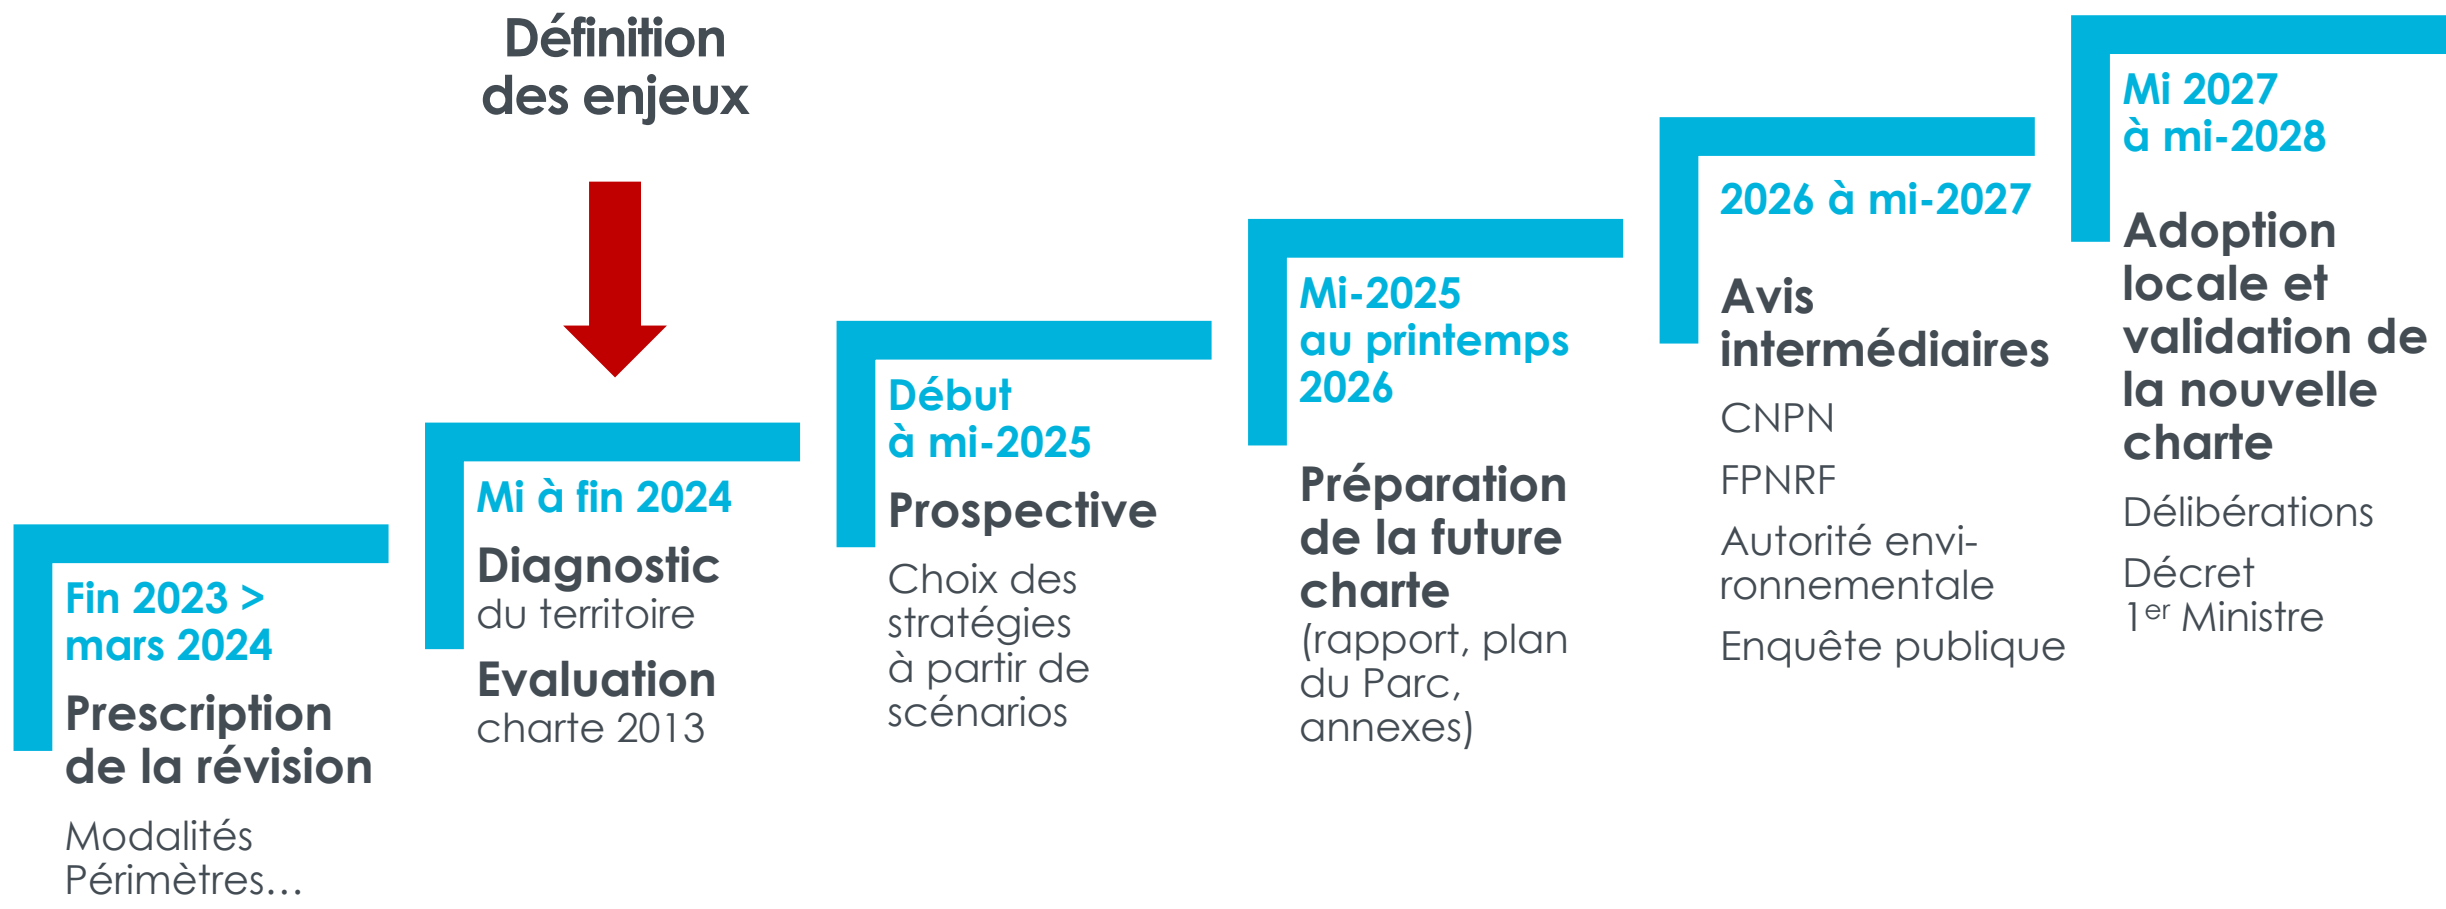 Définition
des enjeux
Fin 2023 >
mars 2024
Prescription
de la révision
Modalités
Périmètres…
Mi à fin 2024
Diagnostic
du territoire
Evaluation
charte 2013
Début
à mi-2025
Prospective
Choix des
stratégies
à partir de
scénarios
Mi-2025
au printemps
2026
Préparation
de la future
charte
(rapport, plan
du Parc,
annexes)
2026 à mi-2027
Avis
intermédiaires
CNPN
FPNRF
Autorité envi-
ronnementale
Enquête publique
Mi 2027
à mi-2028
Adoption
locale et
validation de
la nouvelle
charte
Délibérations
Décret
1er Ministre